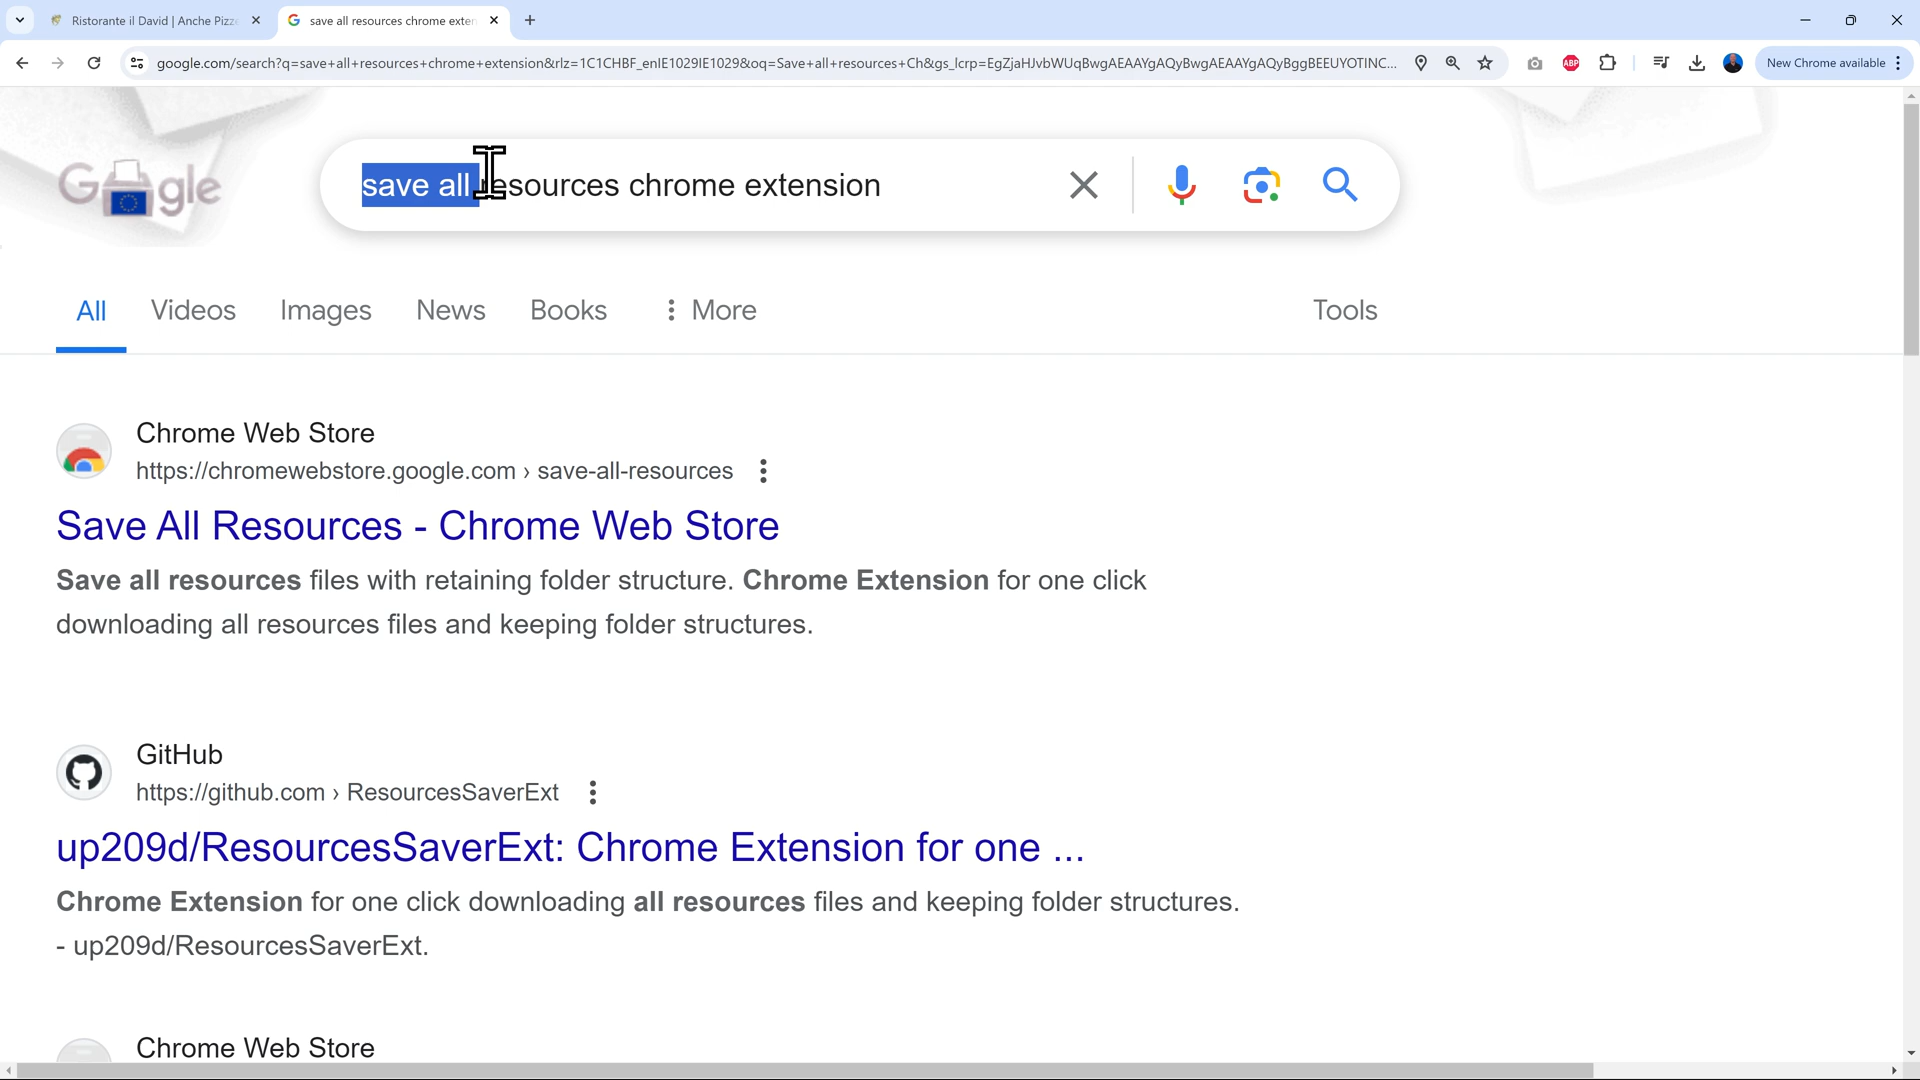 Ristorante il David | Anche Pizz
save all resources chrome exten
google.com/search?q=save+all+resources+chrome+extension&rlz=1C1CHBF_enIE1029IE1029&oq=Save+all+resources+Ch&gs_lcrp=EgZjaHJvbWUqBwgAEAAYgAQyBwgAEAAYgAQyBggBEEUYOTINC...
ABP
New Chrome available
Google
save all resources chrome extension
All
Videos
Images
News
Books
More
Tools
Chrome Web Store
https://chromewebstore.google.com › save-all-resources
Save All Resources - Chrome Web Store
Save all resources files with retaining folder structure. Chrome Extension for one click
downloading all resources files and keeping folder structures.
GitHub
https://github.com › ResourcesSaverExt
up209d/ResourcesSaverExt: Chrome Extension for one ...
Chrome Extension for one click downloading all resources files and keeping folder structures.
- up209d/ResourcesSaverExt.
Chrome Web Store